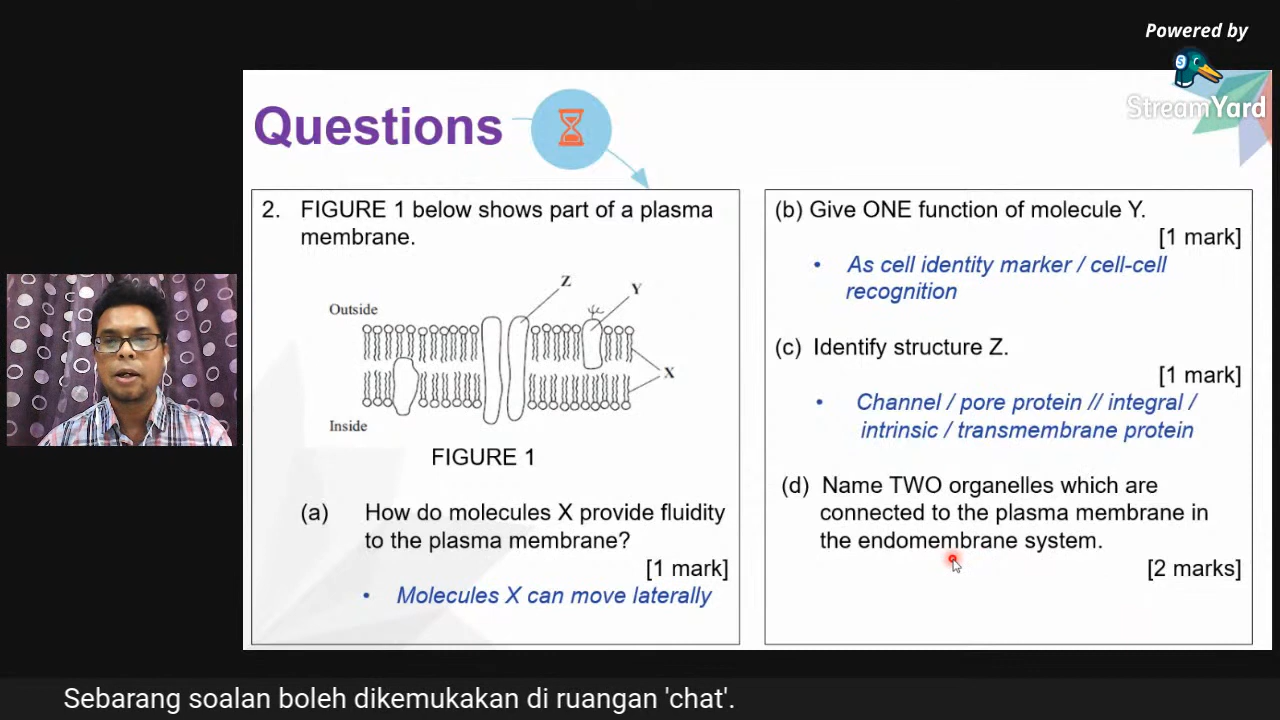 Powered by
StreamYard
Questions
2. FIGURE 1 below shows part of a plasma
membrane.
Z
Y
Outside
X
Inside
FIGURE 1
(a) How do molecules X provide fluidity
to the plasma membrane?
[1 mark]
• Molecules X can move laterally
(b) Give ONE function of molecule Y.
[1 mark]
• As cell identity marker / cell-cell
recognition
(c) Identify structure Z.
[1 mark]
• Channel / pore protein // integral /
intrinsic / transmembrane protein
(d) Name TWO organelles which are
connected to the plasma membrane in
the endomembrane system.
[2 marks]
Sebarang soalan boleh dikemukakan di ruangan 'chat'.